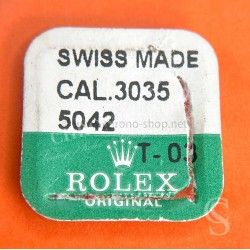 SWISS MADE
CAL.3035
5042
T-03
ROLEX
ORIGINAL